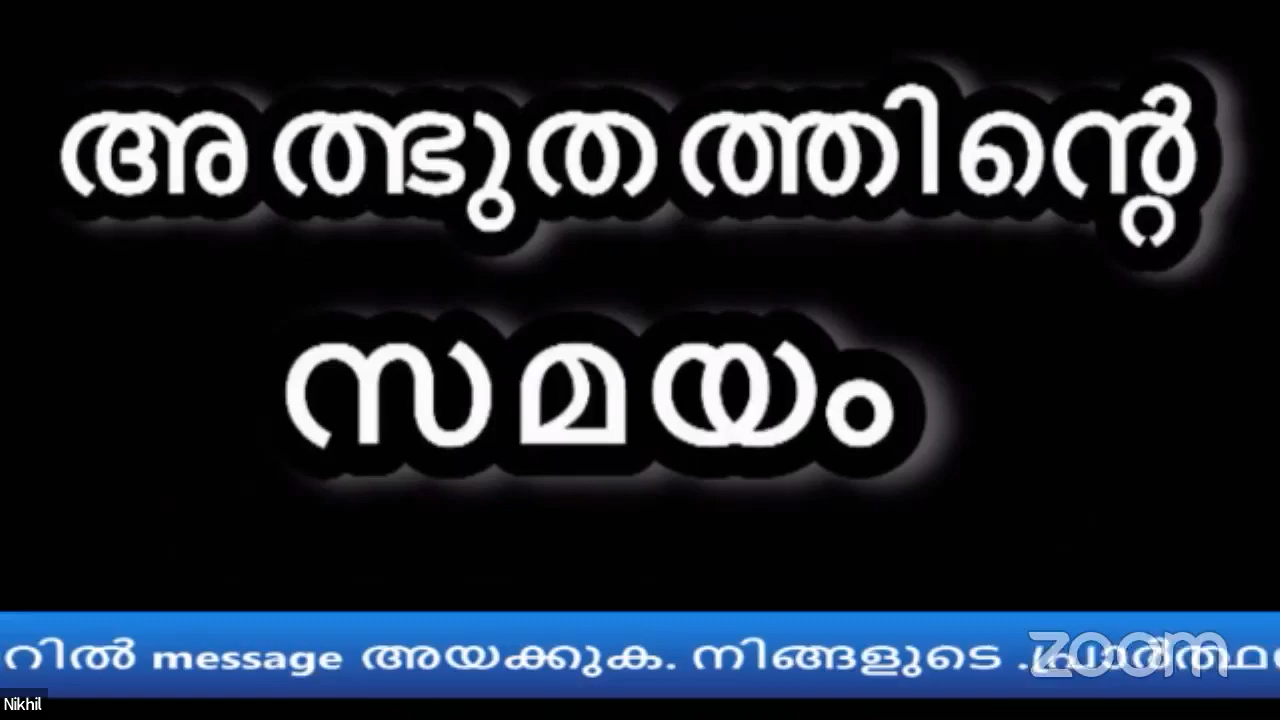 അത്ഭുതത്തിന്റെ
സമയം
റിൽ message അയക്കുക. നിങ്ങളുടെ
zoom
Nikhil